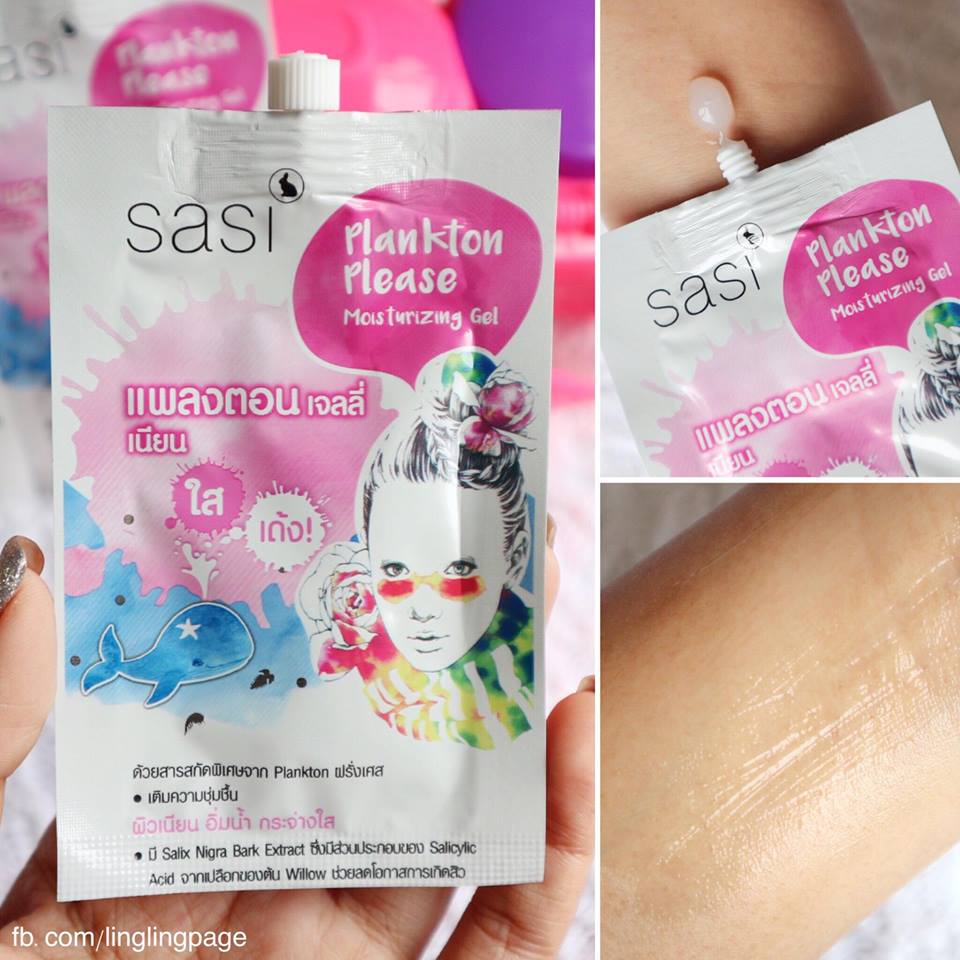 asi
Plankton
Please
sasi
Plankton
Please
Moisturizing Gel
แพลงตอน เจลลี่
เนียน
ใส
เด้ง!
ด้วยสารสกัดพิเศษจาก Plankton ฝรั่งเศส
• เติมความชุ่มชื้น
ผิวเนียน อิ่มน้ำ กระจ่างใส
• มี Salix Nigra Bark Extract ซึ่งมีส่วนประกอบของ Salicylic
Acid จากเปลือกของต้น Willow ช่วยลดโอกาสการเกิดสิว
fb. com/linglingpage
sasi
Plankton
Please
Moisturizing Gel
แพลงตอน เจลลี่
เนียน